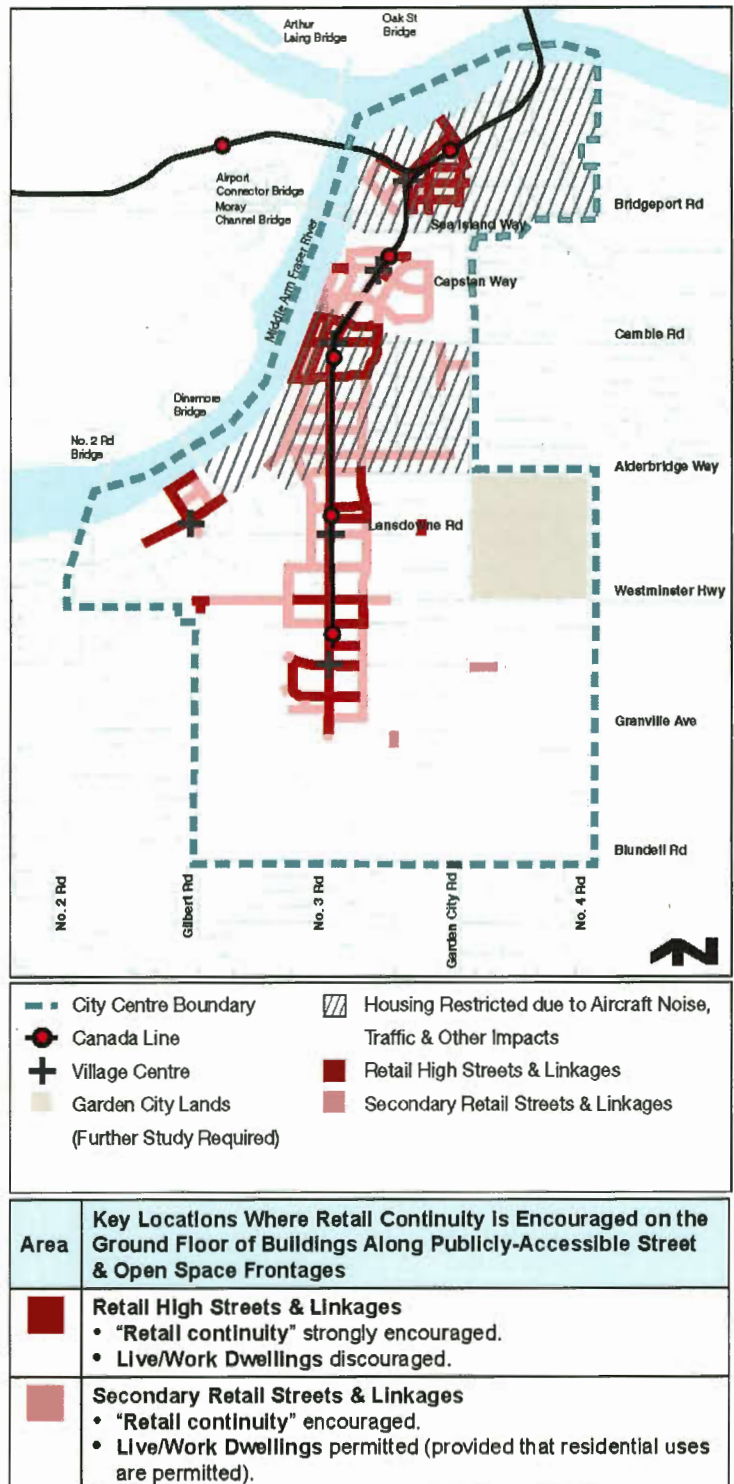 Arthur
Laing Bridge
Oak St
Bridge
Airport
Connector Bridge
Moray
Channel Bridge
Bridgeport Rd
Sea Island Way
Middle Arm Fraser River
Capstan Way
Cambie Rd
Dinsmore
Bridge
No. 2 Rd
Bridge
Alderbridge Way
Lansdowne Rd
Westminster Hwy
Granville Ave
Blundell Rd
No. 2 Rd
Gilbert Rd
No. 3 Rd
Garden City Rd
No. 4 Rd
N
City Centre Boundary
Canada Line
Village Centre
Garden City Lands
(Further Study Required)
Housing Restricted due to Aircraft Noise,
Traffic & Other Impacts
Retail High Streets & Linkages
Secondary Retail Streets & Linkages
Area
Key Locations Where Retail Continuity is Encouraged on the
Ground Floor of Buildings Along Publicly-Accessible Street
& Open Space Frontages
Retail High Streets & Linkages
• "Retail continuity" strongly encouraged.
• Live/Work Dwellings discouraged.
Secondary Retail Streets & Linkages
• "Retail continuity" encouraged.
• Live/Work Dwellings permitted (provided that residential uses
are permitted).